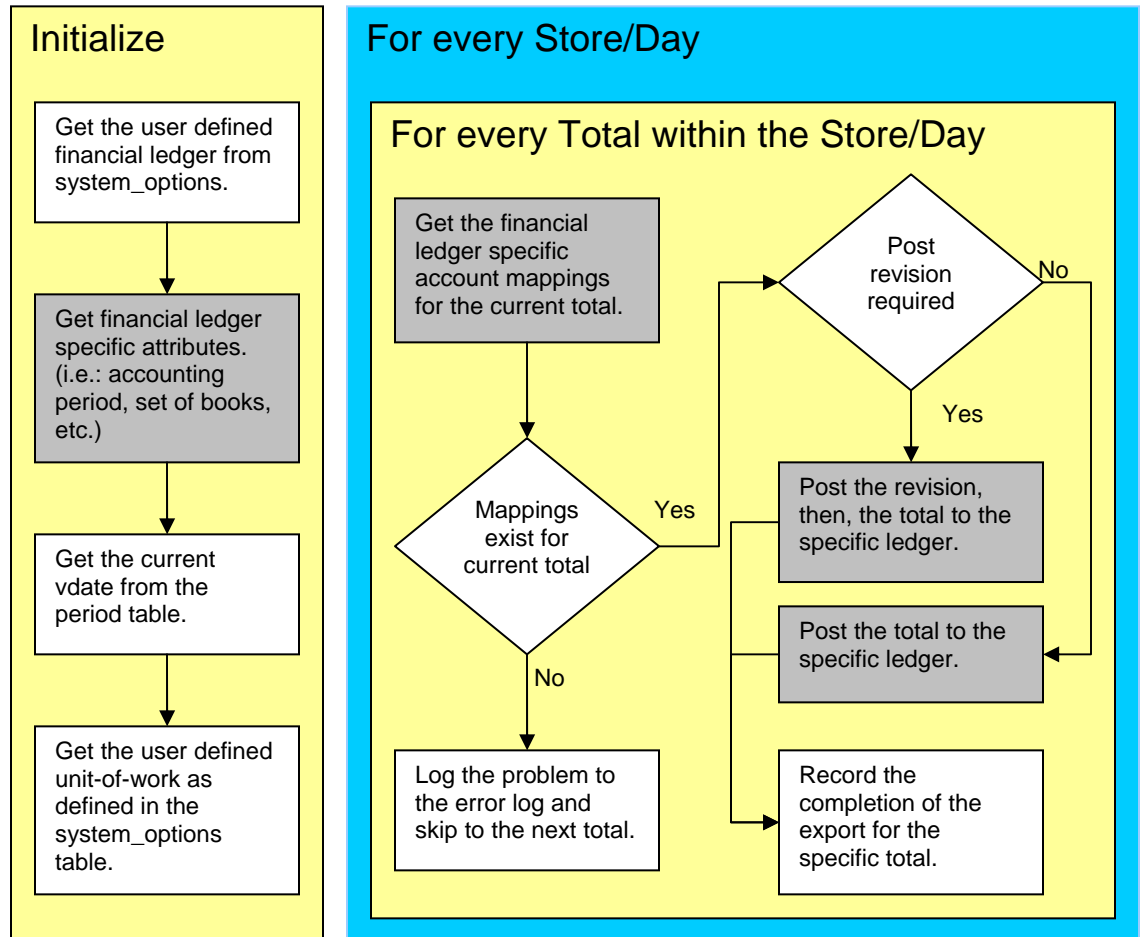 Initialize
Get the user defined
financial ledger from
system_options.
Get financial ledger
specific attributes.
(i.e.: accounting
period, set of books,
etc.)
Get the current
vdate from the
period table.
Get the user defined
unit-of-work as
defined in the
system_options
table.
For every Store/Day
For every Total within the Store/Day
Get the financial
ledger specific
account mappings
for the current total.
Mappings
exist for
current total
Yes
No
Log the problem to
the error log and
skip to the next total.
Post
revision
required
No
Yes
Post the revision,
then, the total to the
specific ledger.
Post the total to the
specific ledger.
Record the
completion of the
export for the
specific total.